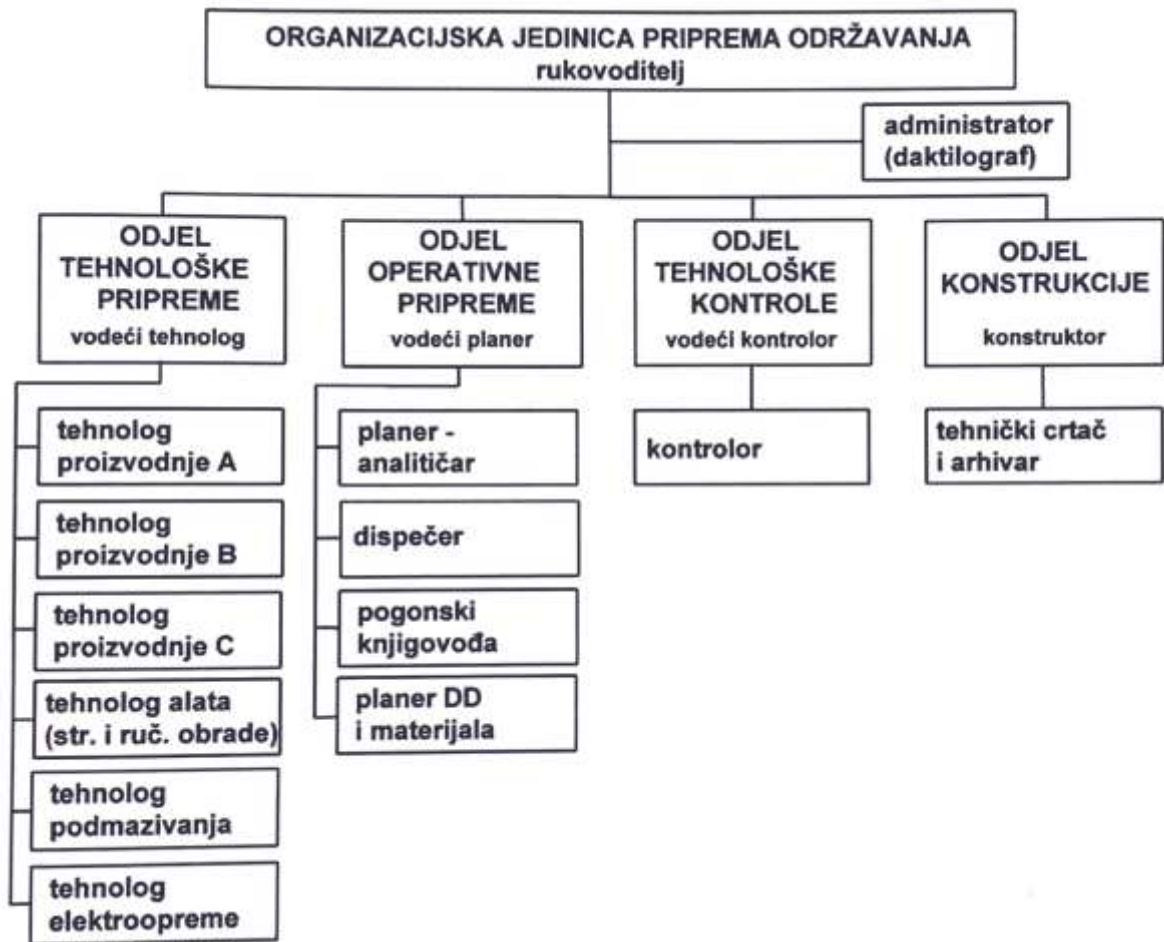 ORGANIZACIJSKA JEDINICA PRIPREMA ODRŽAVANJA
rukovoditelj
administrator
(daktilograf)
ODJEL
TEHNOLOŠKE
PRIPREME
vodeći tehnolog
tehnolog
proizvodnje A
tehnolog
proizvodnje B
tehnolog
proizvodnje C
tehnolog alata
(str. i ruč. obrade)
tehnolog
podmazivanja
tehnolog
elektroopreme
ODJEL
OPERATIVNE
PRIPREME
vodeći planer
planer -
analitičar
dispečer
pogonski
knjigovođa
planer DD
i materijala
ODJEL
TEHNOLOŠKE
KONTROLE
vodeći kontrolor
kontrolor
ODJEL
KONSTRUKCIJE
konstruktor
tehnički crtač
i arhivar